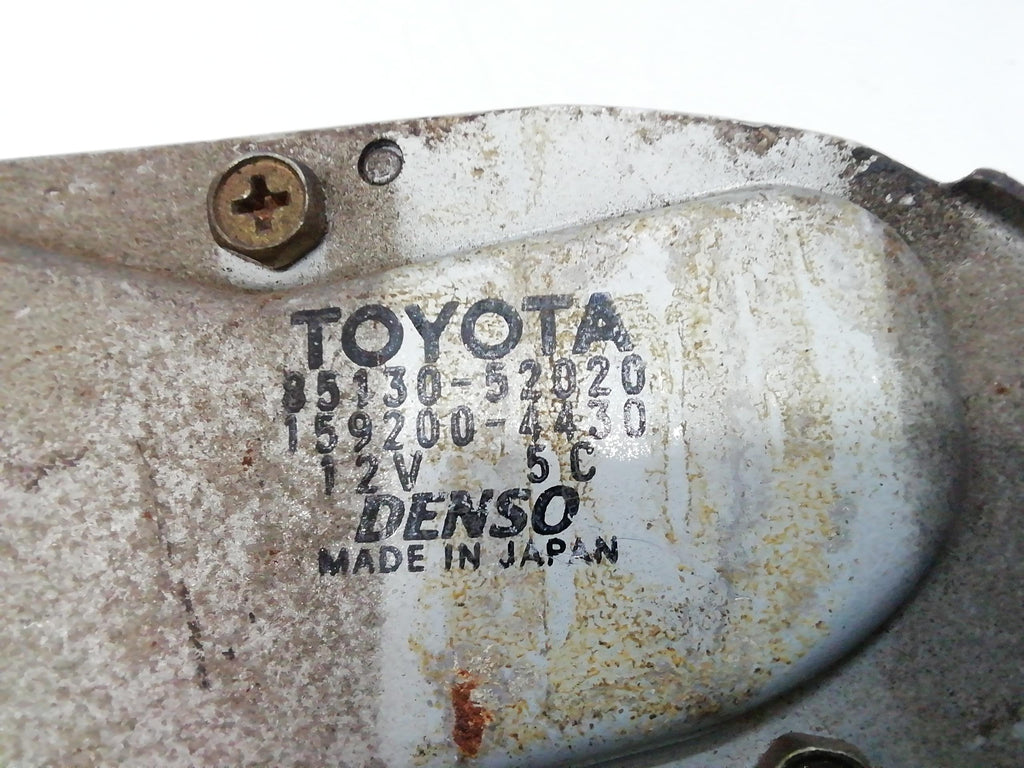 TOYOTA
85130-52020
159200-4430
12V 5C
DENSO
MADE IN JAPAN